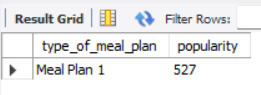 Result Grid Filter Rows:
type_of_meal_plan popularity
Meal Plan 1 527